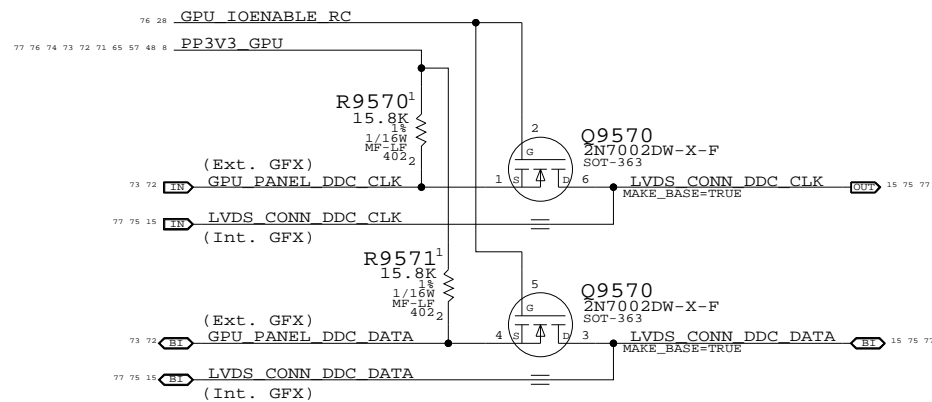 76 28 GPU_IOENABLE_RC
77 76 74 73 72 71 65 57 48 8 PP3V3_GPU
R9570 1
15.8K
1%
1/16W
MF-LF
402 2
2
Q9570
2N7002DW-X-F
SOT-363
G
(Ext. GFX)
73 72 IN GPU_PANEL_DDC_CLK 1 S D 6 LVDS_CONN_DDC_CLK OUT 15 75 77
MAKE_BASE=TRUE
77 75 15 IN LVDS_CONN_DDC_CLK
(Int. GFX)
R9571 1
15.8K
1%
1/16W
MF-LF
402 2
5
Q9570
2N7002DW-X-F
SOT-363
G
(Ext. GFX)
73 72 BI GPU_PANEL_DDC_DATA 4 S D 3 LVDS_CONN_DDC_DATA BI 15 75 77
MAKE_BASE=TRUE
77 75 15 BI LVDS_CONN_DDC_DATA
(Int. GFX)